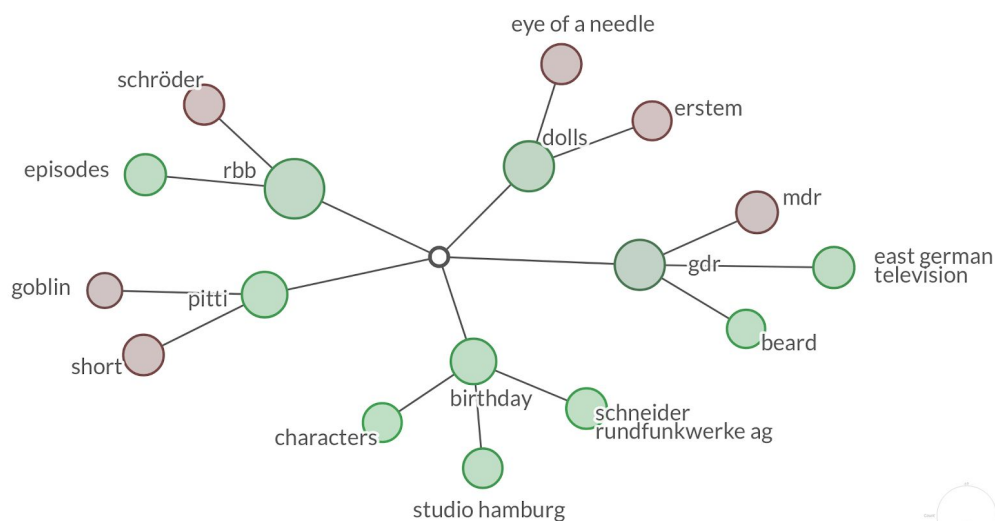 eye of a needle
schröder
erstem
dolls
episodes
rbb
mdr
east german
television
gdr
goblin
pitti
beard
short
birthday
schneider
rundfunkwerke ag
characters
studio hamburg